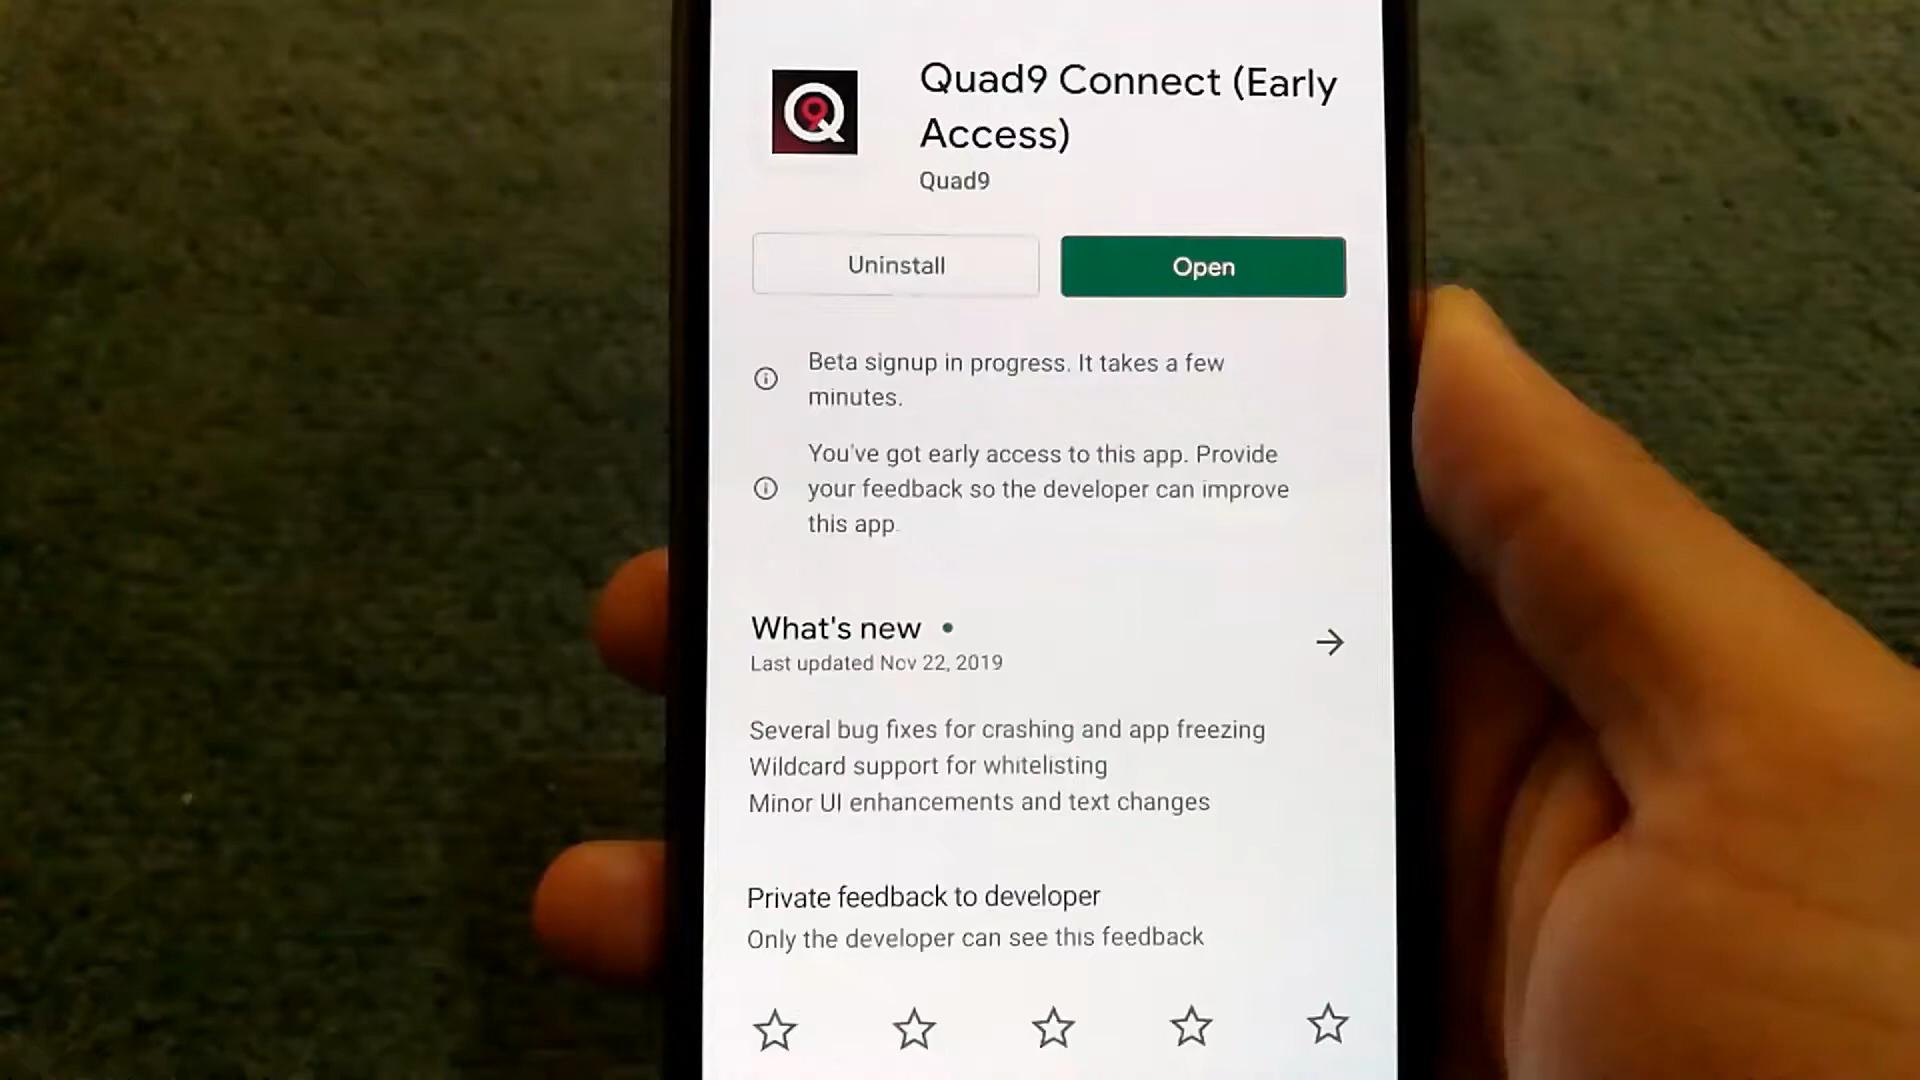 Quad9 Connect (Early
Access)
Quad9
Uninstall
Open
Beta signup in progress. It takes a few
minutes.
You've got early access to this app. Provide
your feedback so the developer can improve
this app.
What's new •
Last updated Nov 22, 2019
Several bug fixes for crashing and app freezing
Wildcard support for whitelisting
Minor UI enhancements and text changes
Private feedback to developer
Only the developer can see this feedback